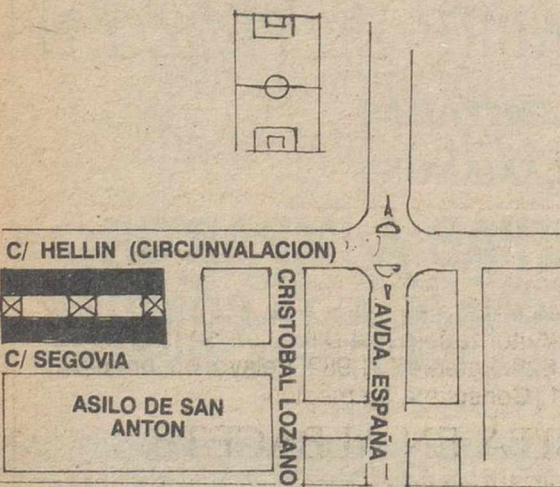 C/ HELLIN (CIRCUNVALACION)
CRISTOBAL LOZANO
AVDA. ESPAÑA
C/ SEGOVIA
ASILO DE SAN
ANTON